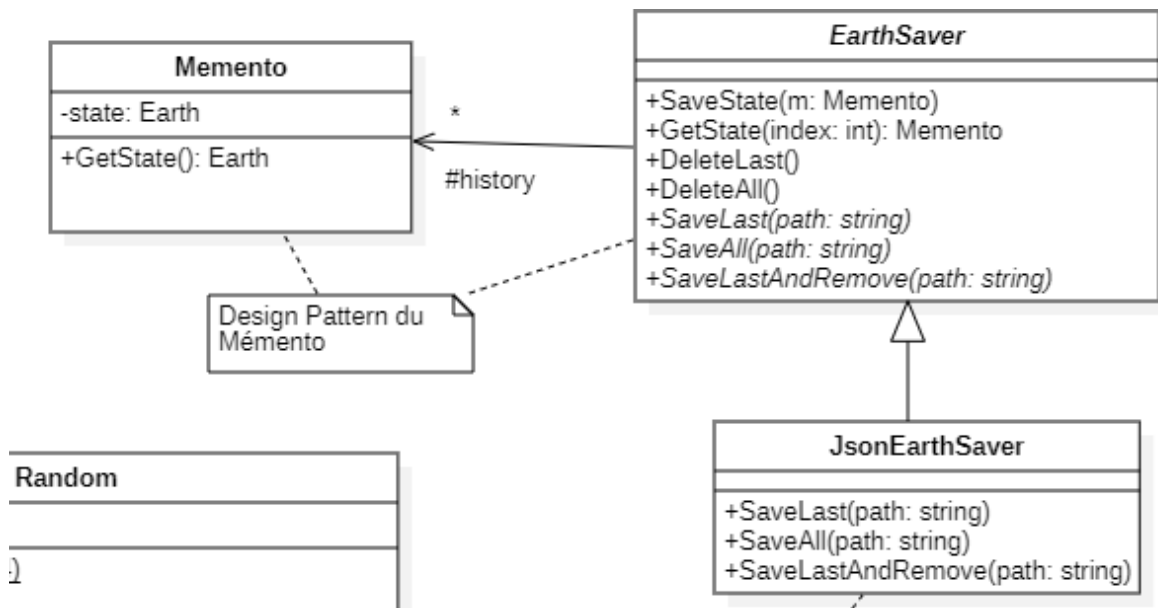 Memento
-state: Earth
+GetState(): Earth
*
#history
EarthSaver
+SaveState(m: Memento)
+GetState(index: int): Memento
+DeleteLast()
+DeleteAll()
+SaveLast(path: string)
+SaveAll(path: string)
+SaveLastAndRemove(path: string)
Design Pattern du
Mémento
JsonEarthSaver
+SaveLast(path: string)
+SaveAll(path: string)
+SaveLastAndRemove(path: string)
Random
)